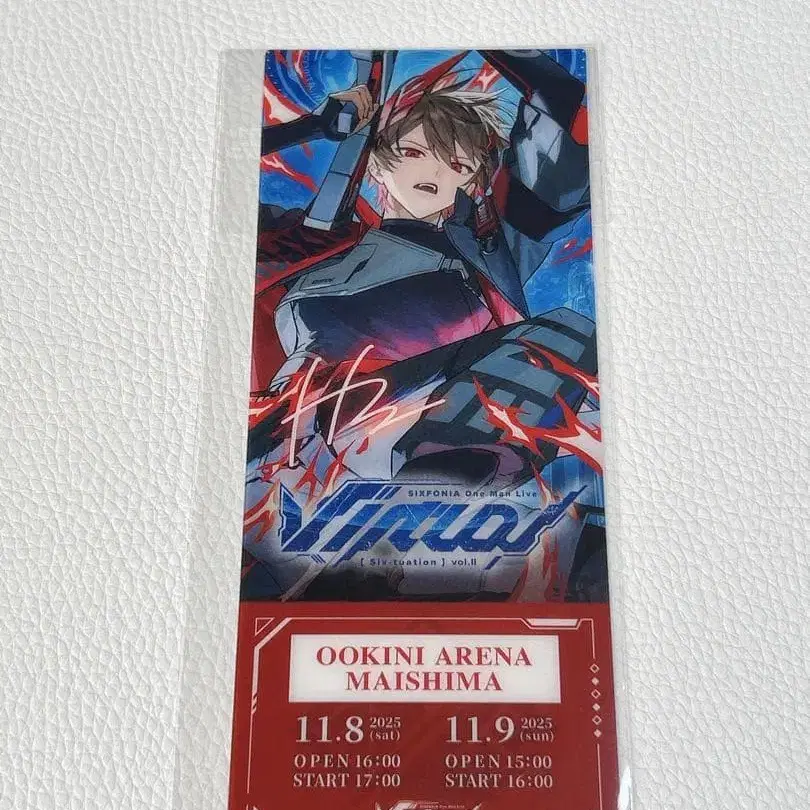 SIXFONIA One Man Live
[ Six-tuation ] vol.II
OOKINI ARENA
MAISHIMA
11.8 2025 (sat)
OPEN 16:00
START 17:00
11.9 2025 (sun)
OPEN 15:00
START 16:00